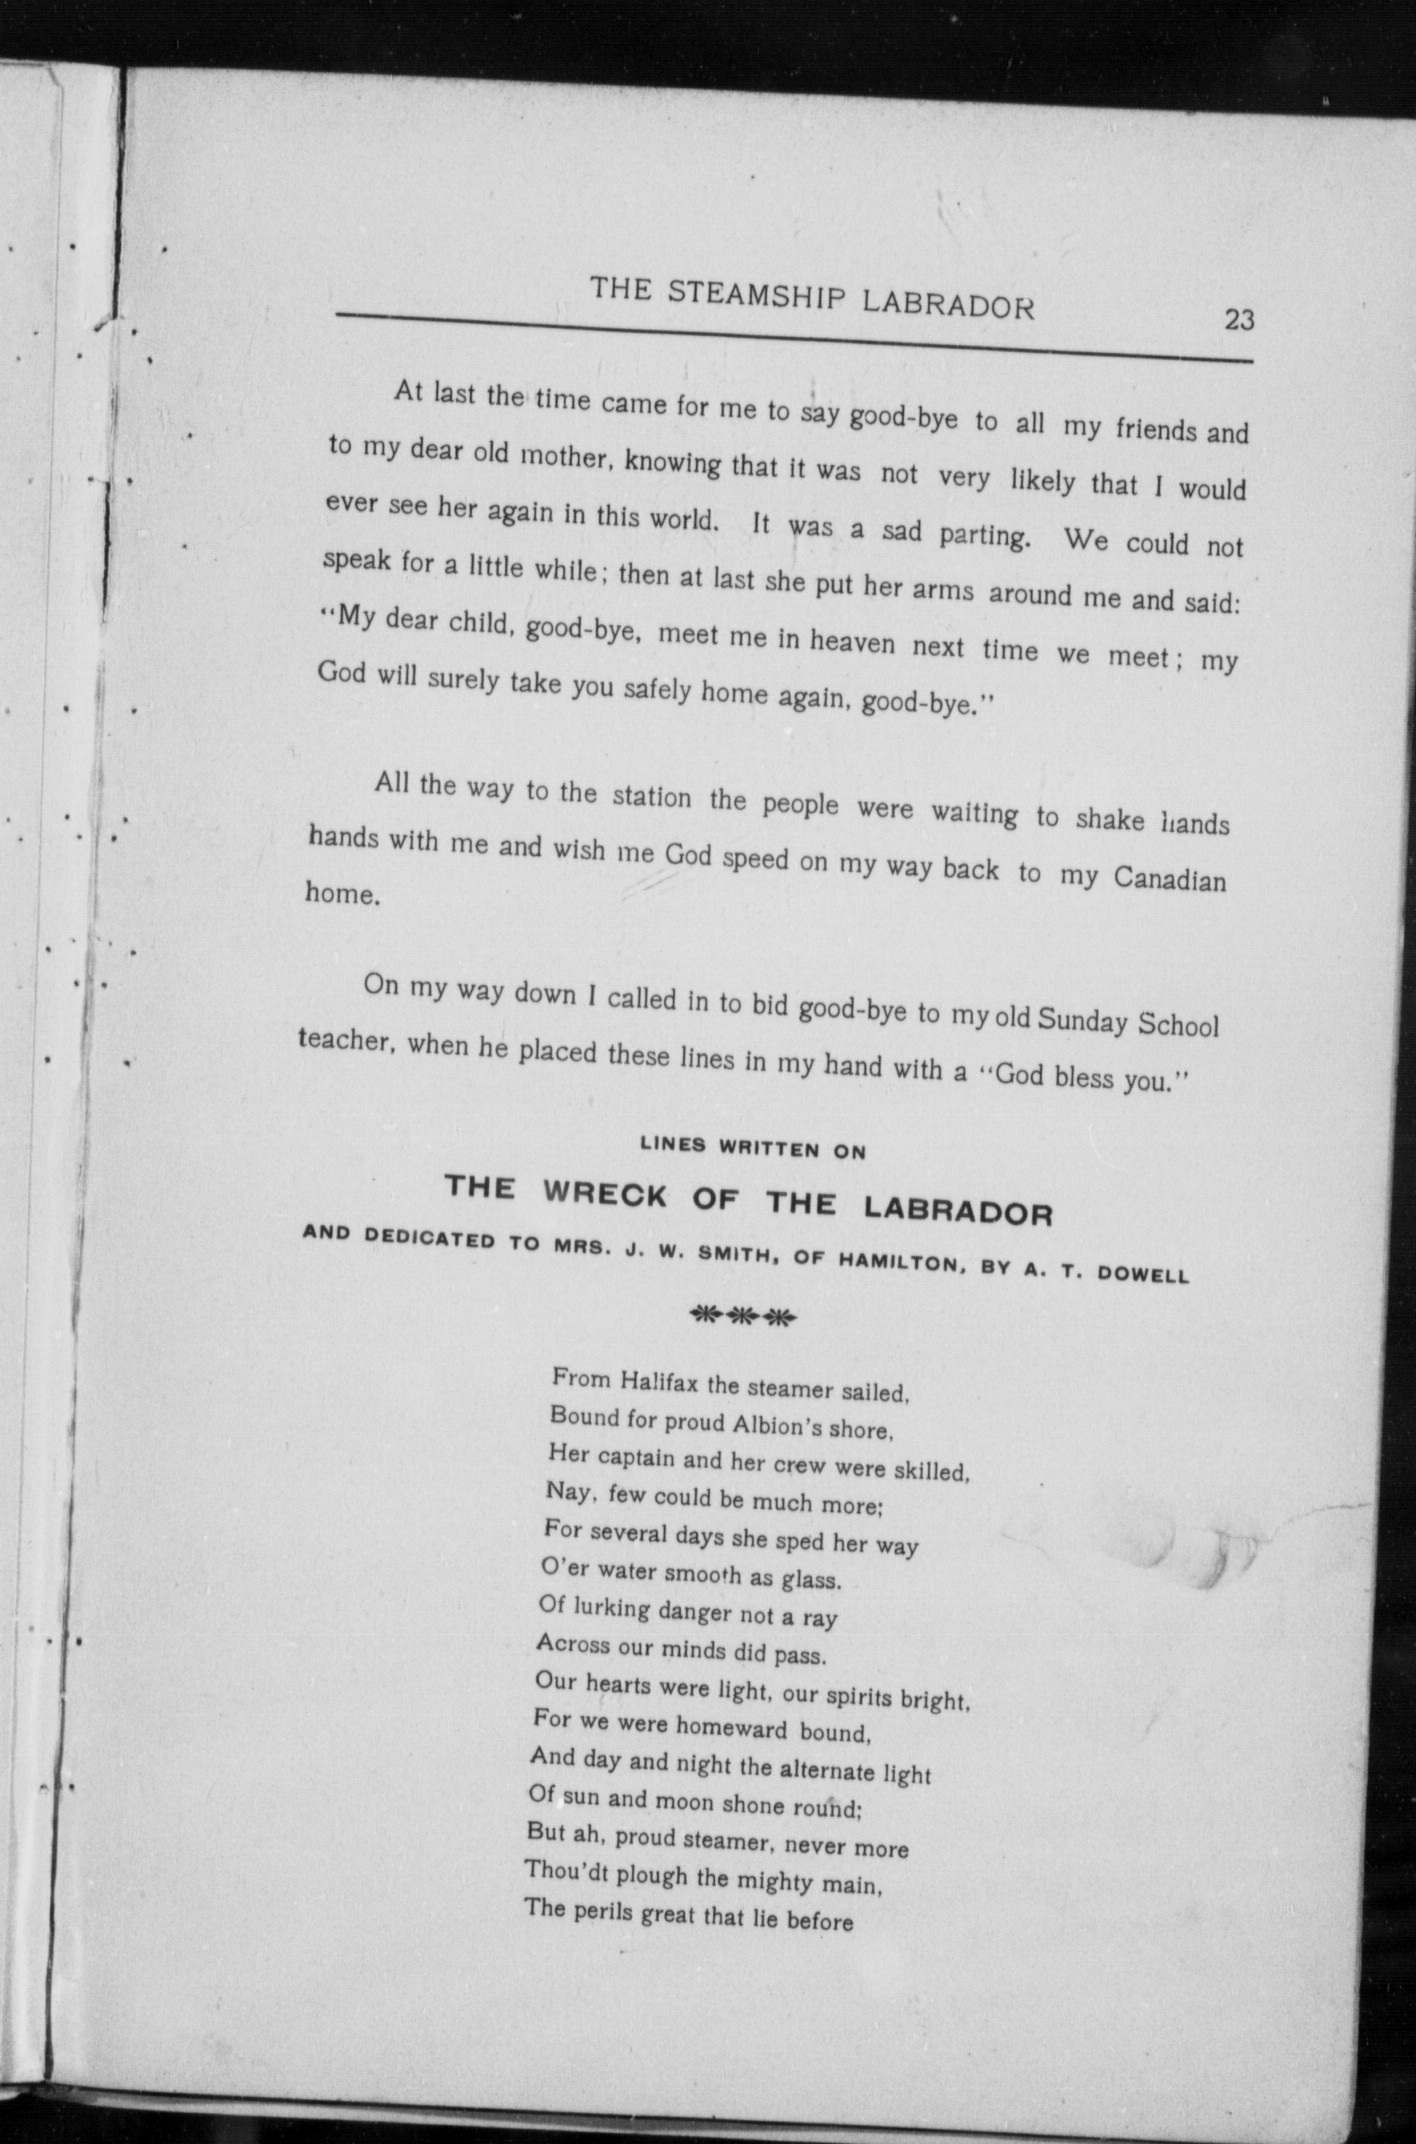 THE STEAMSHIP LABRADOR 23
At last the time came for me to say good-bye to all my friends and
to my dear old mother, knowing that it was not very likely that I would
ever see her again in this world. It was a sad parting. We could not
speak for a little while; then at last she put her arms around me and said:
"My dear child, good-bye, meet me in heaven next time we meet; my
God will surely take you safely home again, good-bye."
All the way to the station the people were waiting to shake hands
hands with me and wish me God speed on my way back to my Canadian
home.
On my way down I called in to bid good-bye to my old Sunday School
teacher, when he placed these lines in my hand with a "God bless you."
LINES WRITTEN ON
THE WRECK OF THE LABRADOR
AND DEDICATED TO MRS. J. W. SMITH, OF HAMILTON, BY A. T. DOWELL
From Halifax the steamer sailed,
Bound for proud Albion's shore,
Her captain and her crew were skilled,
Nay, few could be much more;
For several days she sped her way
O'er water smooth as glass.
Of lurking danger not a ray
Across our minds did pass.
Our hearts were light, our spirits bright,
For we were homeward bound,
And day and night the alternate light
Of sun and moon shone round;
But ah, proud steamer, never more
Thou'dt plough the mighty main,
The perils great that lie before